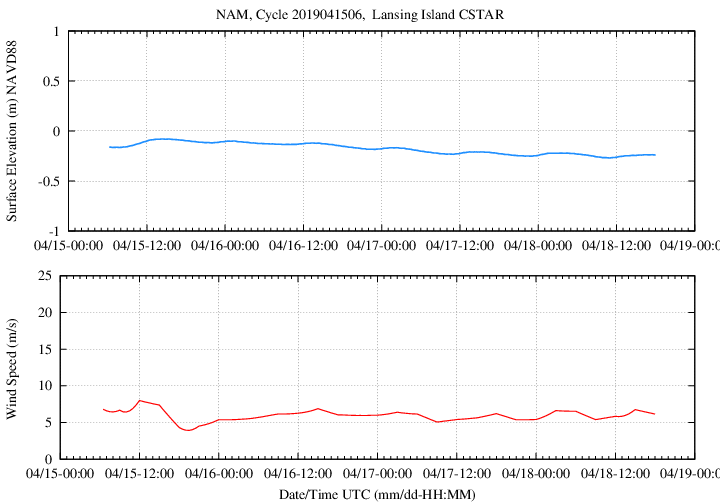 NAM, Cycle 2019041506,  Lansing Island CSTAR
Surface Elevation (m) NAVD88
1
0.5
0
-0.5
-1
04/15-00:00 04/15-12:00 04/16-00:00 04/16-12:00 04/17-00:00 04/17-12:00 04/18-00:00 04/18-12:00 04/19-0
Wind Speed (m/s)
25
20
15
10
5
0
04/15-00:00 04/15-12:00 04/16-00:00 04/16-12:00 04/17-00:00 04/17-12:00 04/18-00:00 04/18-12:00 04/19-0
Date/Time UTC (mm/dd-HH:MM)